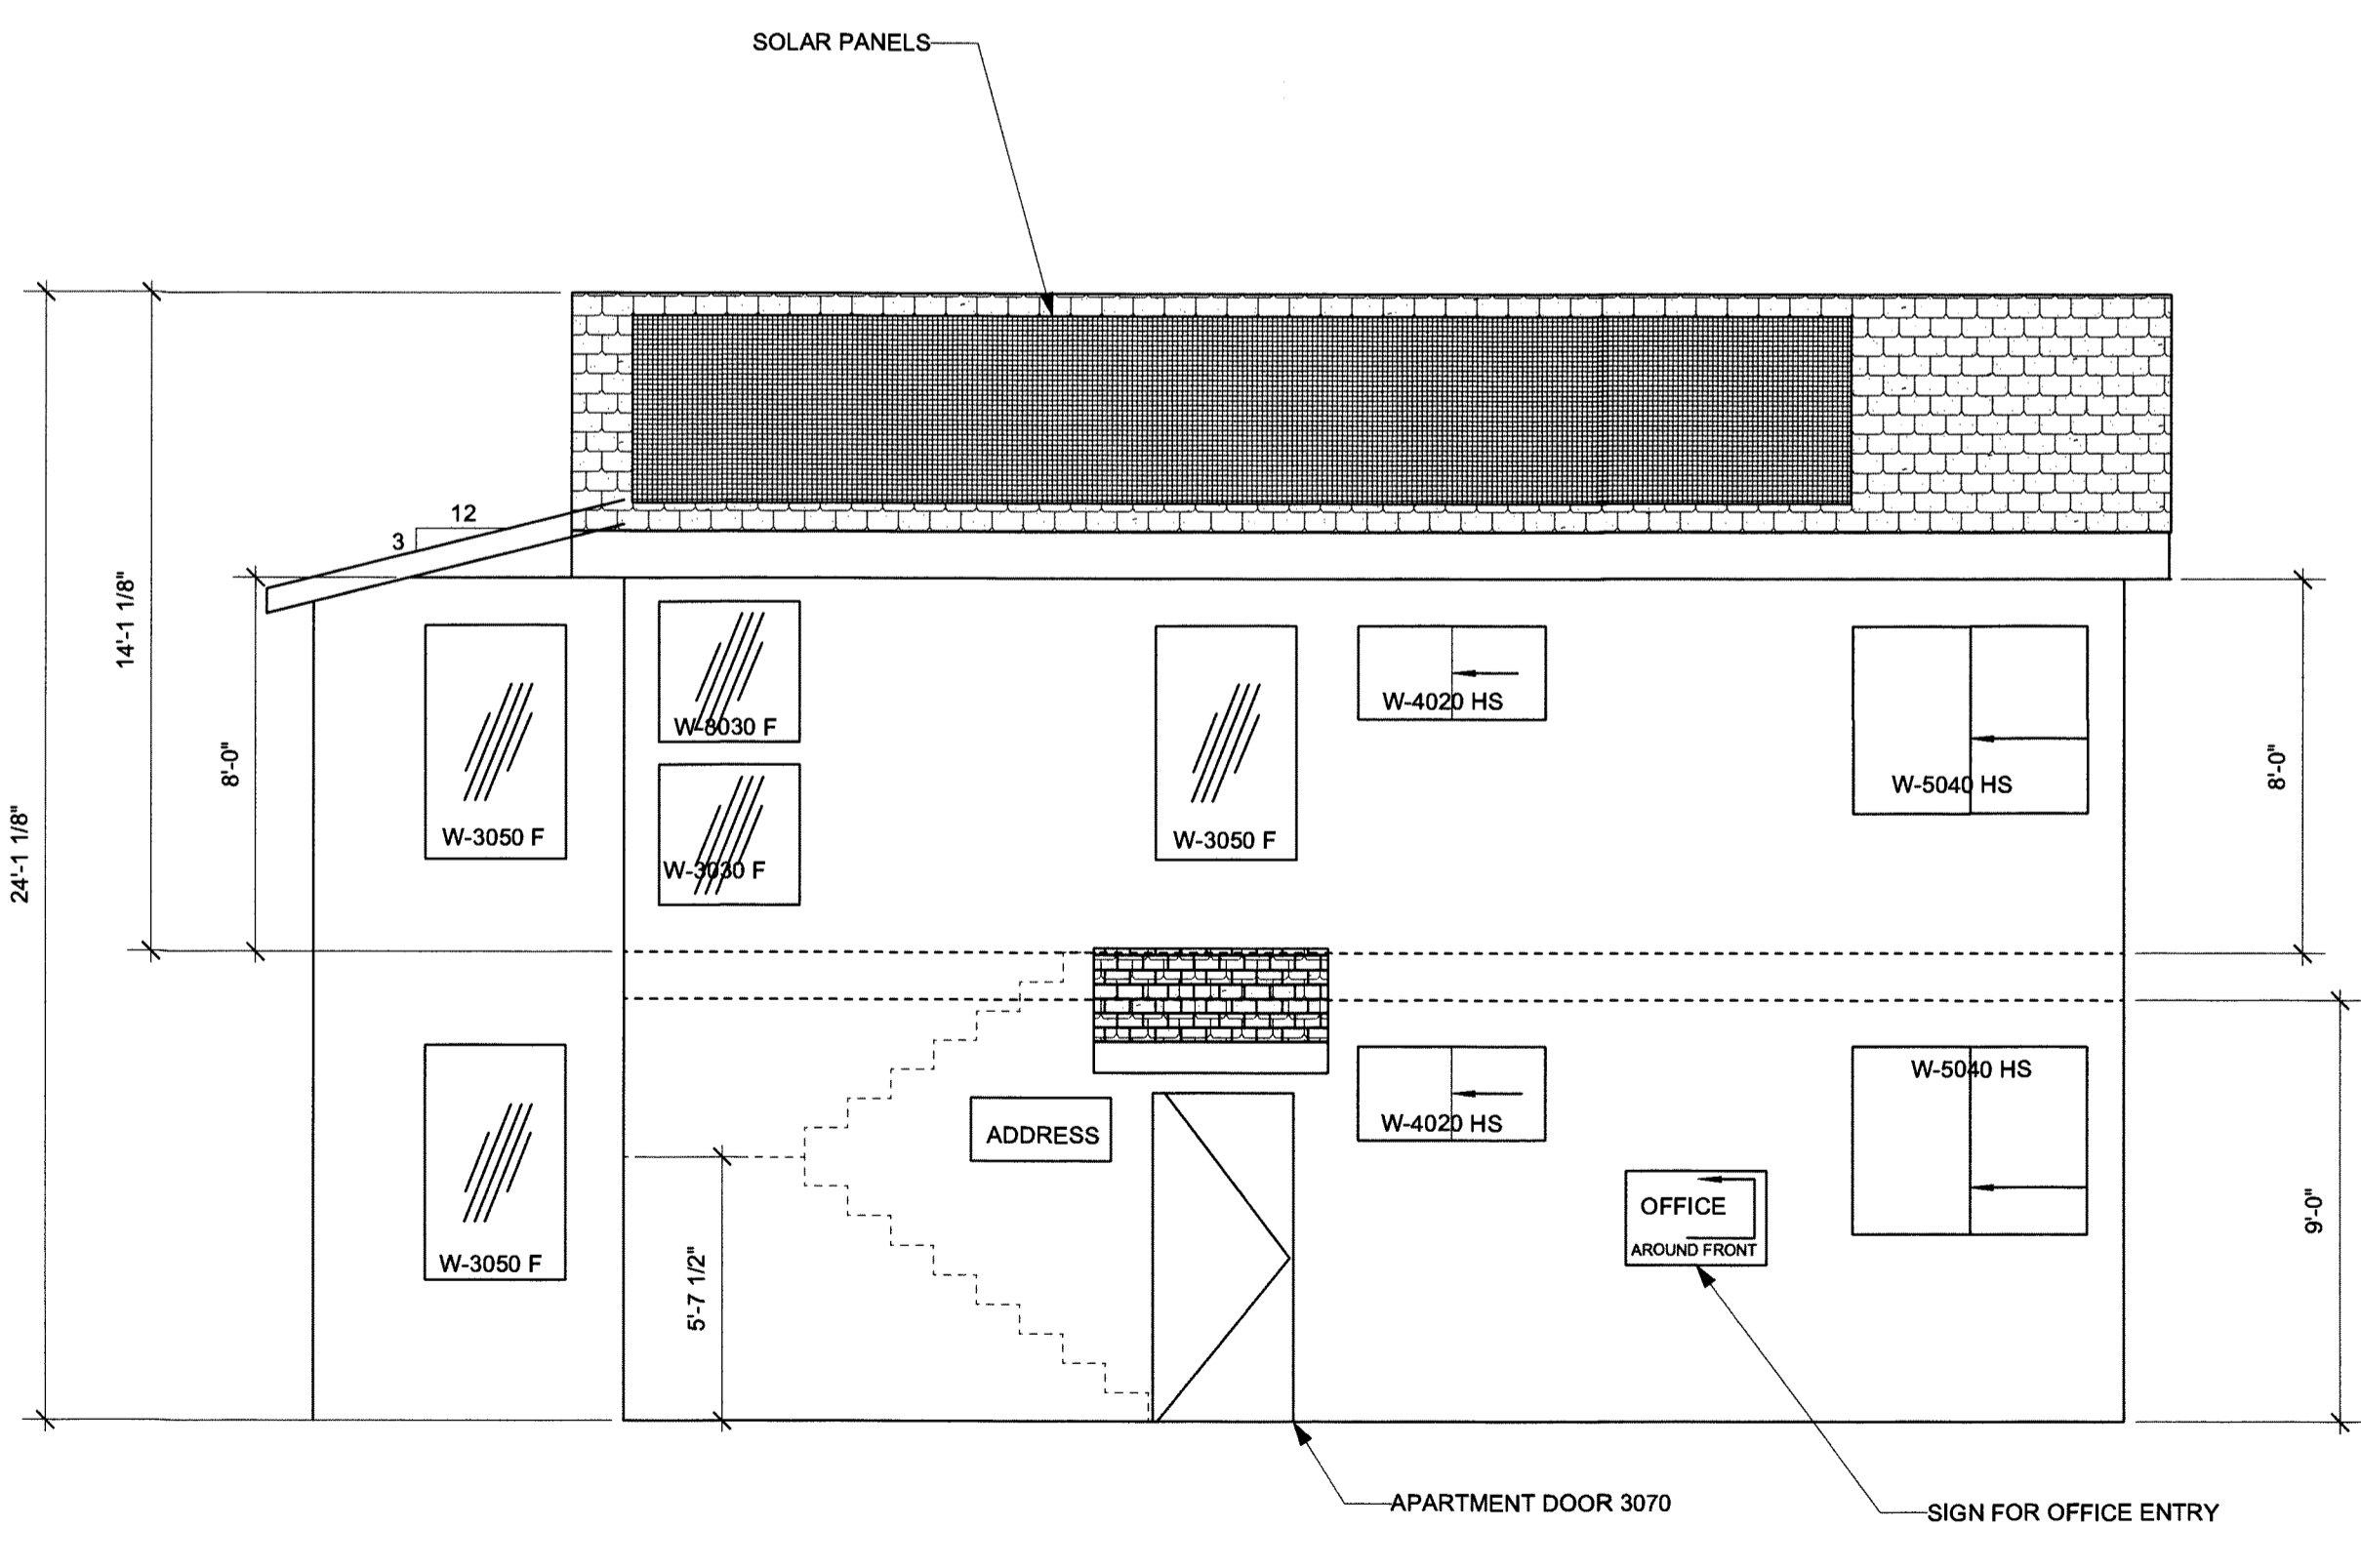 SOLAR PANELS
12
3
14'-1 1/8"
8'-0"
24'-1 1/8"
W-3050 F
W-3030 F
W-3030 F
W-3050 F
W-4020 HS
W-5040 HS
8'-0"
W-3050 F
5'-7 1/2"
ADDRESS
W-4020 HS
OFFICE
AROUND FRONT
W-5040 HS
9'-0"
APARTMENT DOOR 3070
SIGN FOR OFFICE ENTRY